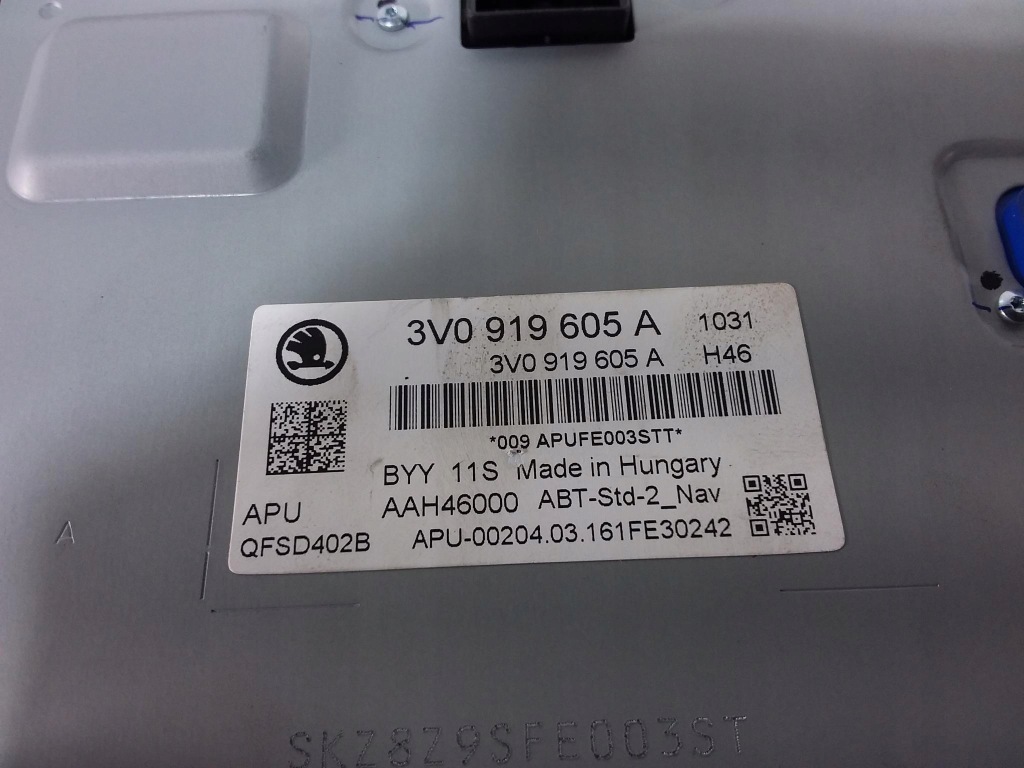 3V0 919 605 A 1031
3V0 919 605 A H46
*009 APUFE003STT*
BYY 11S Made in Hungary
APU AAH46000 ABT-Std-2_Nav
QFSD402B APU-00204.03.161FE30242
A
SKZ8Z9SFE003ST